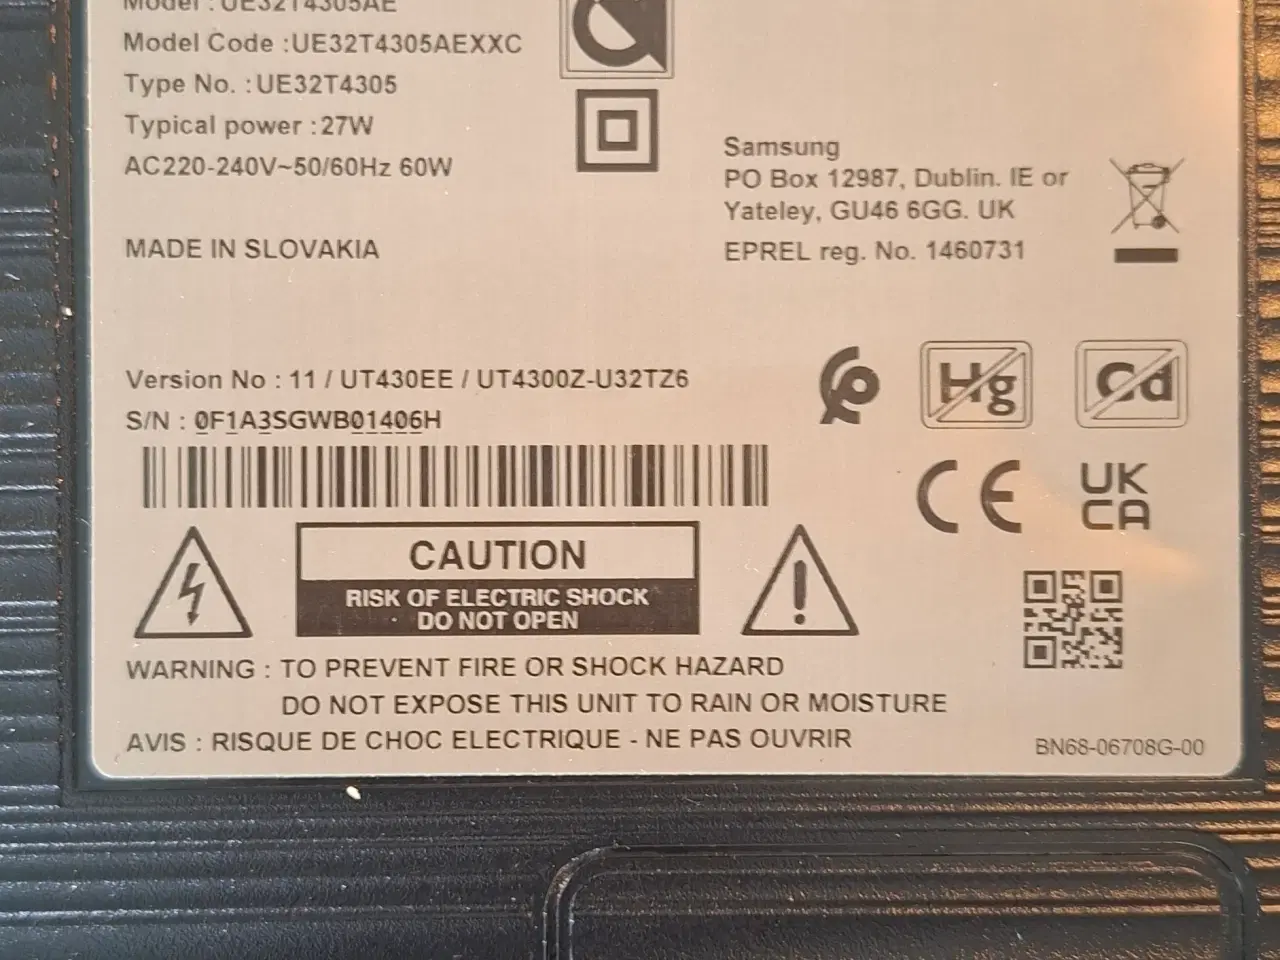 Model : UE32T4305AE
Model Code :UE32T4305AEXXC
Type No. :UE32T4305
Typical power :27W
AC220-240V~50/60Hz 60W
MADE IN SLOVAKIA
Samsung
PO Box 12987, Dublin. IE or
Yateley, GU46 6GG. UK
EPREL reg. No. 1460731
Version No : 11 / UT430EE / UT4300Z-U32TZ6
S/N : 0F1A3SGWB01406H
Hg
Cd
CE
UK
CA
CAUTION
RISK OF ELECTRIC SHOCK
DO NOT OPEN
WARNING : TO PREVENT FIRE OR SHOCK HAZARD
DO NOT EXPOSE THIS UNIT TO RAIN OR MOISTURE
AVIS : RISQUE DE CHOC ELECTRIQUE - NE PAS OUVRIR
BN68-06708G-00